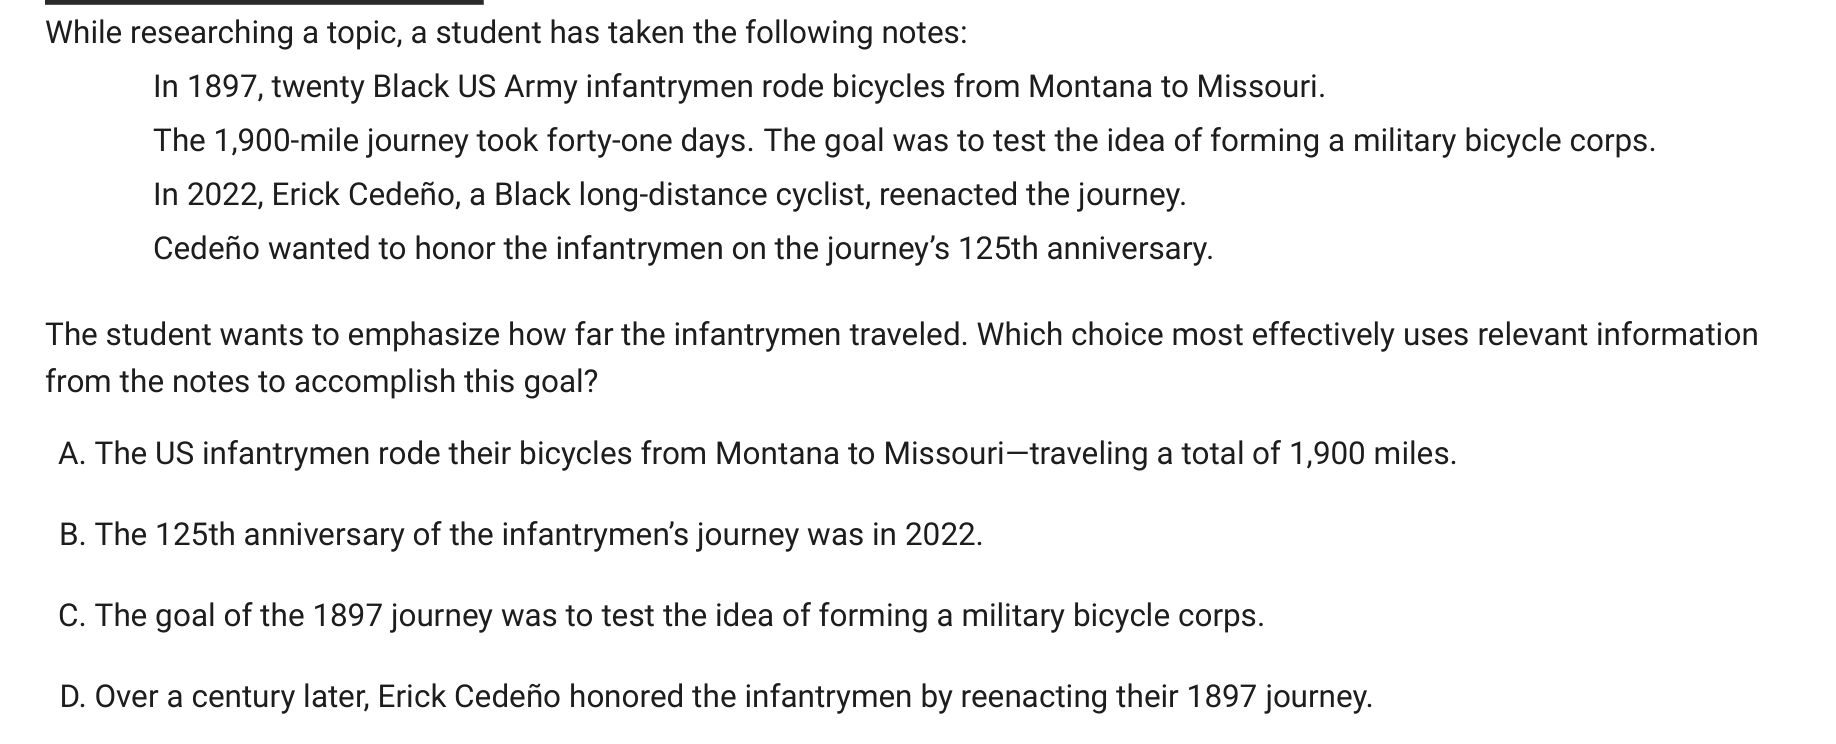 While researching a topic, a student has taken the following notes:
In 1897, twenty Black US Army infantrymen rode bicycles from Montana to Missouri.
The 1,900-mile journey took forty-one days. The goal was to test the idea of forming a military bicycle corps.
In 2022, Erick Cedeño, a Black long-distance cyclist, reenacted the journey.
Cedeño wanted to honor the infantrymen on the journey’s 125th anniversary.
The student wants to emphasize how far the infantrymen traveled. Which choice most effectively uses relevant information
from the notes to accomplish this goal?
A. The US infantrymen rode their bicycles from Montana to Missouri—traveling a total of 1,900 miles.
B. The 125th anniversary of the infantrymen’s journey was in 2022.
C. The goal of the 1897 journey was to test the idea of forming a military bicycle corps.
D. Over a century later, Erick Cedeño honored the infantrymen by reenacting their 1897 journey.